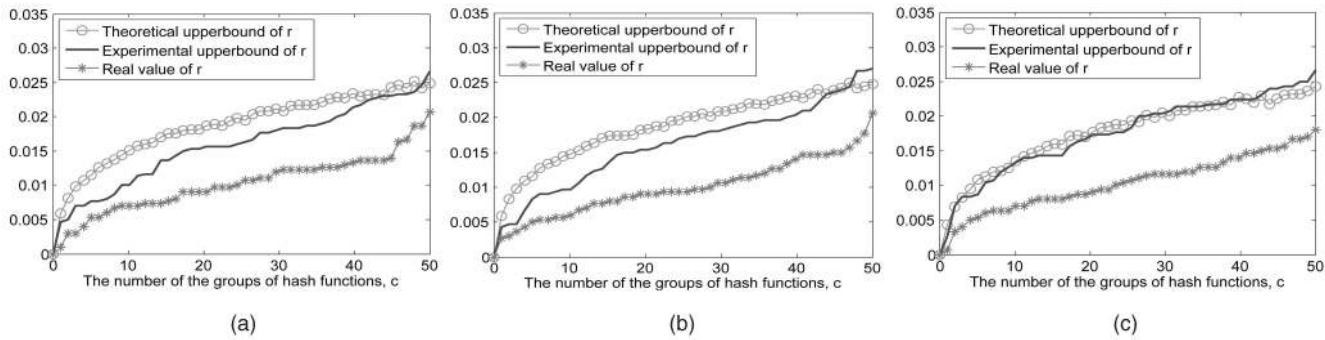 0.035
0.03
0.025
0.02
0.015
0.01
0.005
0
Theoretical upperbound of r
Experimental upperbound of r
Real value of r
0 10 20 30 40 50
The number of the groups of hash functions, c
(a)
0.035
0.03
0.025
0.02
0.015
0.01
0.005
0
Theoretical upperbound of r
Experimental upperbound of r
Real value of r
0 10 20 30 40 50
The number of the groups of hash functions, c
(b)
0.035
0.03
0.025
0.02
0.015
0.01
0.005
0
Theoretical upperbound of r
Experimental upperbound of r
Real value of r
0 10 20 30 40 50
The number of the groups of hash functions, c
(c)